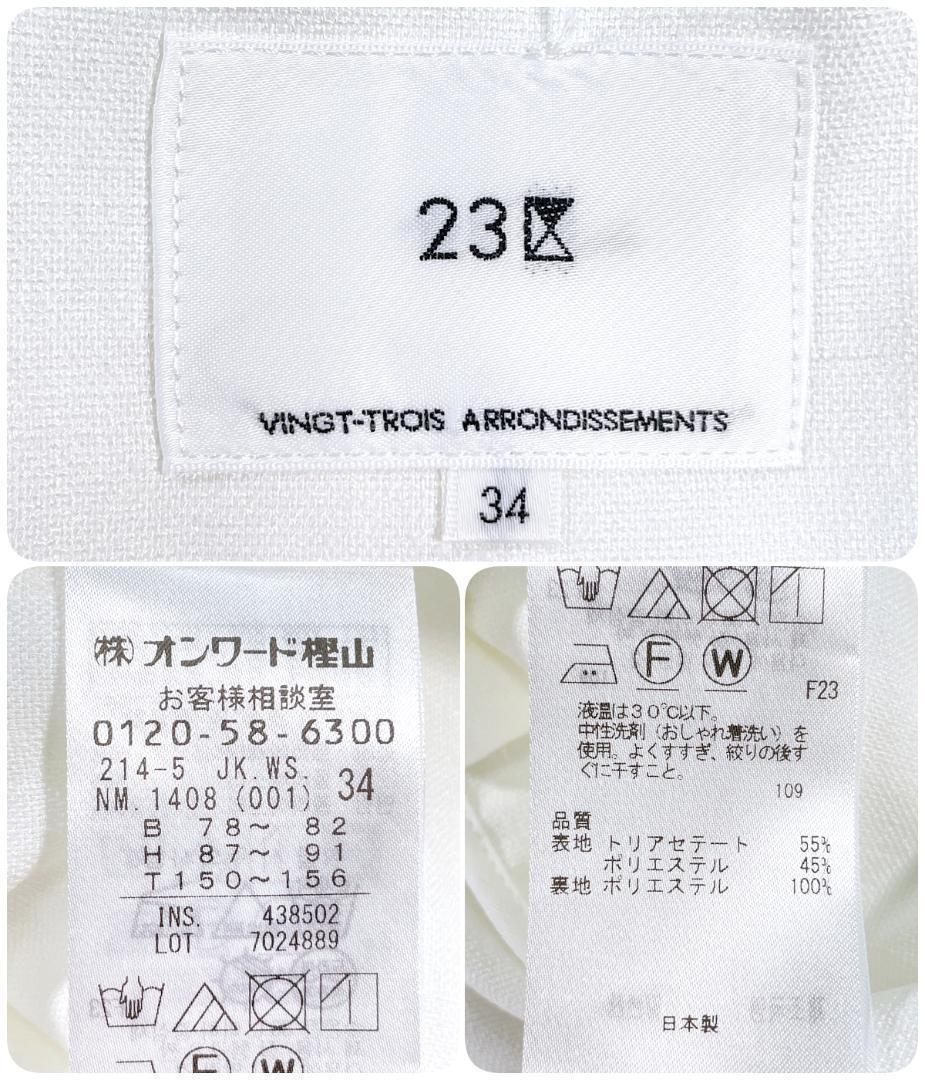 23区
VINGT-TROIS ARRONDISSEMENTS
34
㈱オンワード樫山
お客様相談室
0120-58-6300
214-5 JK.WS.
NM.1408 (001) 34
B 78～ 82
H 87～ 91
T150～156
INS. 438502
LOT 7024889
F W
F W
F23
液温は30℃以下。
中性洗剤（おしゃれ着洗い）を
使用。よくすすぎ、絞りの後す
ぐに干すこと。
109
品質
表地 トリアセテート 55%
ポリエステル 45%
裏地 ポリエステル 100%
日本製